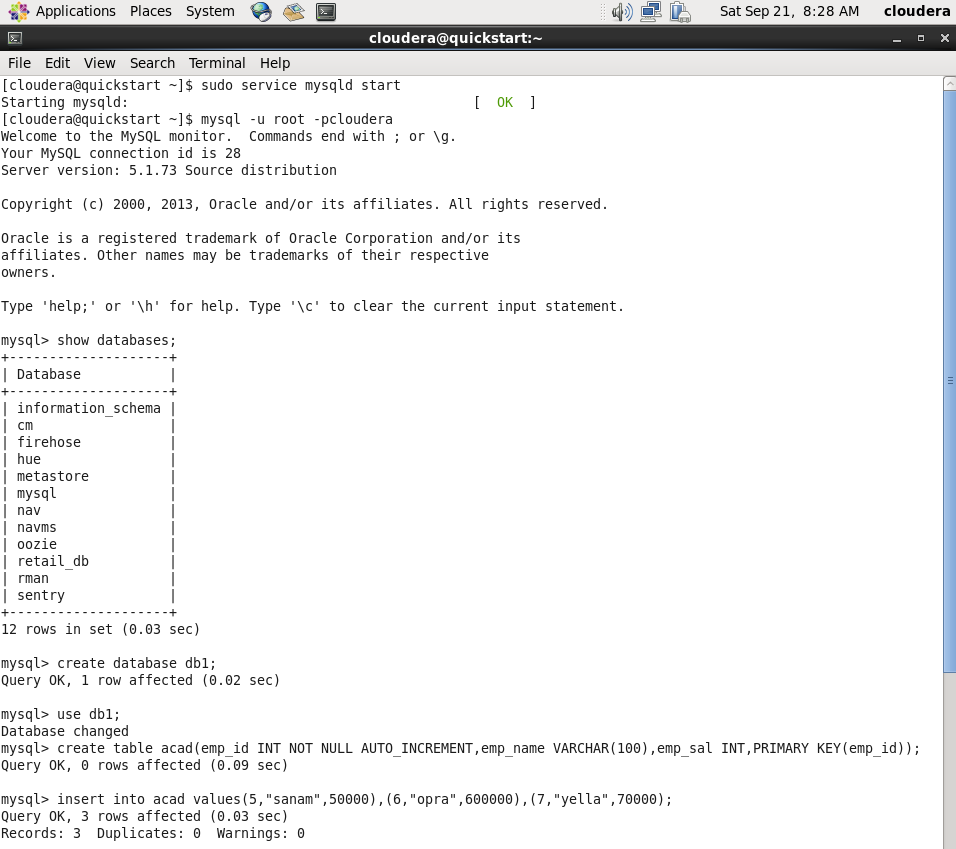 Applications Places System Sat Sep 21, 8:28 AM cloudera
cloudera@quickstart:~
File Edit View Search Terminal Help
[cloudera@quickstart ~]$ sudo service mysqld start
Starting mysqld:                                           [  OK  ]
[cloudera@quickstart ~]$ mysql -u root -pcloudera
Welcome to the MySQL monitor.  Commands end with ; or \g.
Your MySQL connection id is 28
Server version: 5.1.73 Source distribution

Copyright (c) 2000, 2013, Oracle and/or its affiliates. All rights reserved.

Oracle is a registered trademark of Oracle Corporation and/or its
affiliates. Other names may be trademarks of their respective
owners.

Type 'help;' or '\h' for help. Type '\c' to clear the current input statement.

mysql> show databases;
+--------------------+
| Database           |
+--------------------+
| information_schema |
| cm                 |
| firehose           |
| hue                |
| metastore          |
| mysql              |
| nav                |
| navms              |
| oozie              |
| retail_db          |
| rman               |
| sentry             |
+--------------------+
12 rows in set (0.03 sec)

mysql> create database db1;
Query OK, 1 row affected (0.02 sec)

mysql> use db1;
Database changed
mysql> create table acad(emp_id INT NOT NULL AUTO_INCREMENT,emp_name VARCHAR(100),emp_sal INT,PRIMARY KEY(emp_id));
Query OK, 0 rows affected (0.09 sec)

mysql> insert into acad values(5,"sanam",50000),(6,"opra",600000),(7,"yella",70000);
Query OK, 3 rows affected (0.03 sec)
Records: 3  Duplicates: 0  Warnings: 0